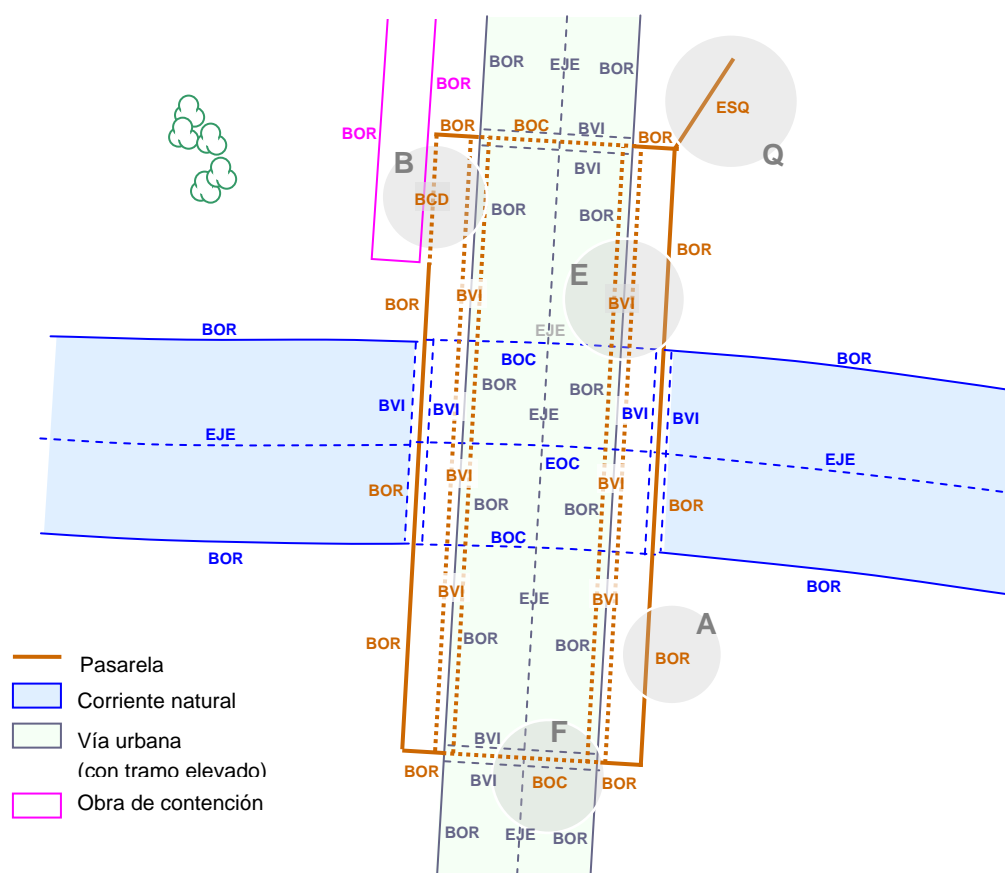 BOR
EJE
BOR
BOR
BOR
ESQ
BOR
BOC
BVI
BOR
Q
B
BVI
BCD
BOR
BOR
BOR
E
BVI
BVI
BOR
EJE
BOR
BOC
BOR
BOR
BOR
BVI
BVI
EJE
BVI
BVI
EJE
EOC
EJE
BVI
BVI
BOR
BOR
BOR
BOR
BOC
BOR
BOR
BVI
EJE
BVI
A
BOR
BOR
BOR
BOR
Pasarela
Corriente natural
Vía urbana
(con tramo elevado)
Obra de contención
F
BVI
BOR
BVI
BOC
BOR
BOR
EJE
BOR